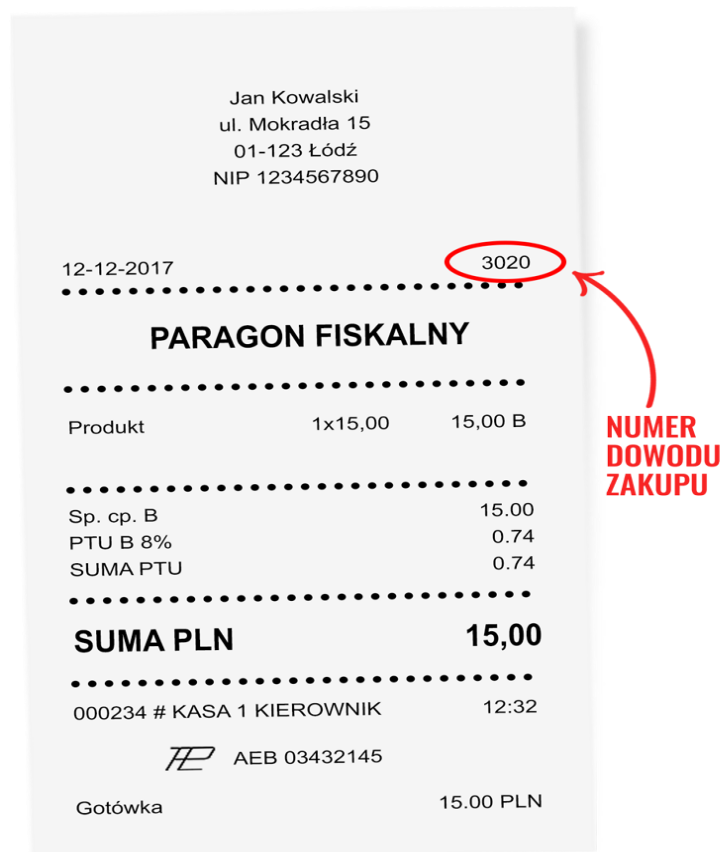 Jan Kowalski
ul. Mokradła 15
01-123 Łódź
NIP 1234567890
12-12-2017 3020
PARAGON FISKALNY
Produkt 1x15,00 15,00 B
Sp. cp. B 15.00
PTU B 8% 0.74
SUMA PTU 0.74
SUMA PLN 15,00
000234 # KASA 1 KIEROWNIK 12:32
AEB 03432145
Gotówka 15.00 PLN
NUMER
DOWODU
ZAKUPU